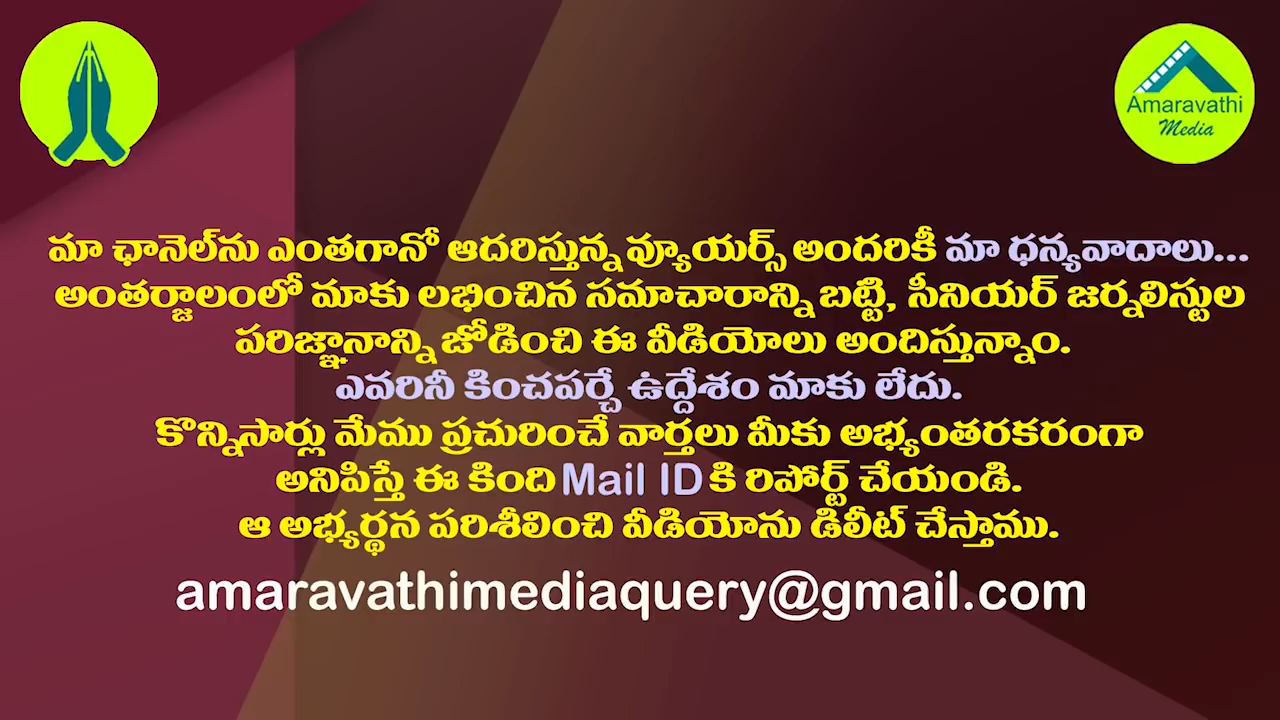 Amaravathi
Media
మా ఛానెల్‌ను ఎంతగానో ఆదరిస్తున్న వ్యూయర్స్ అందరికీ మా ధన్యవాదాలు...
అంతర్జాలంలో మాకు లభించిన సమాచారాన్ని బట్టి, సీనియర్ జర్నలిస్టుల
పరిజ్ఞానాన్ని జోడించి ఈ వీడియోలు అందిస్తున్నాం.
ఎవరినీ కించపర్చే ఉద్దేశం మాకు లేదు.
కొన్నిసార్లు మేము ప్రచురించే వార్తలు మీకు అభ్యంతరకరంగా
అనిపిస్తే ఈ కింది Mail ID కి రిపోర్ట్ చేయండి.
ఆ అభ్యర్థన పరిశీలించి వీడియోను డిలీట్ చేస్తాము.
amaravathimediaquery@gmail.com